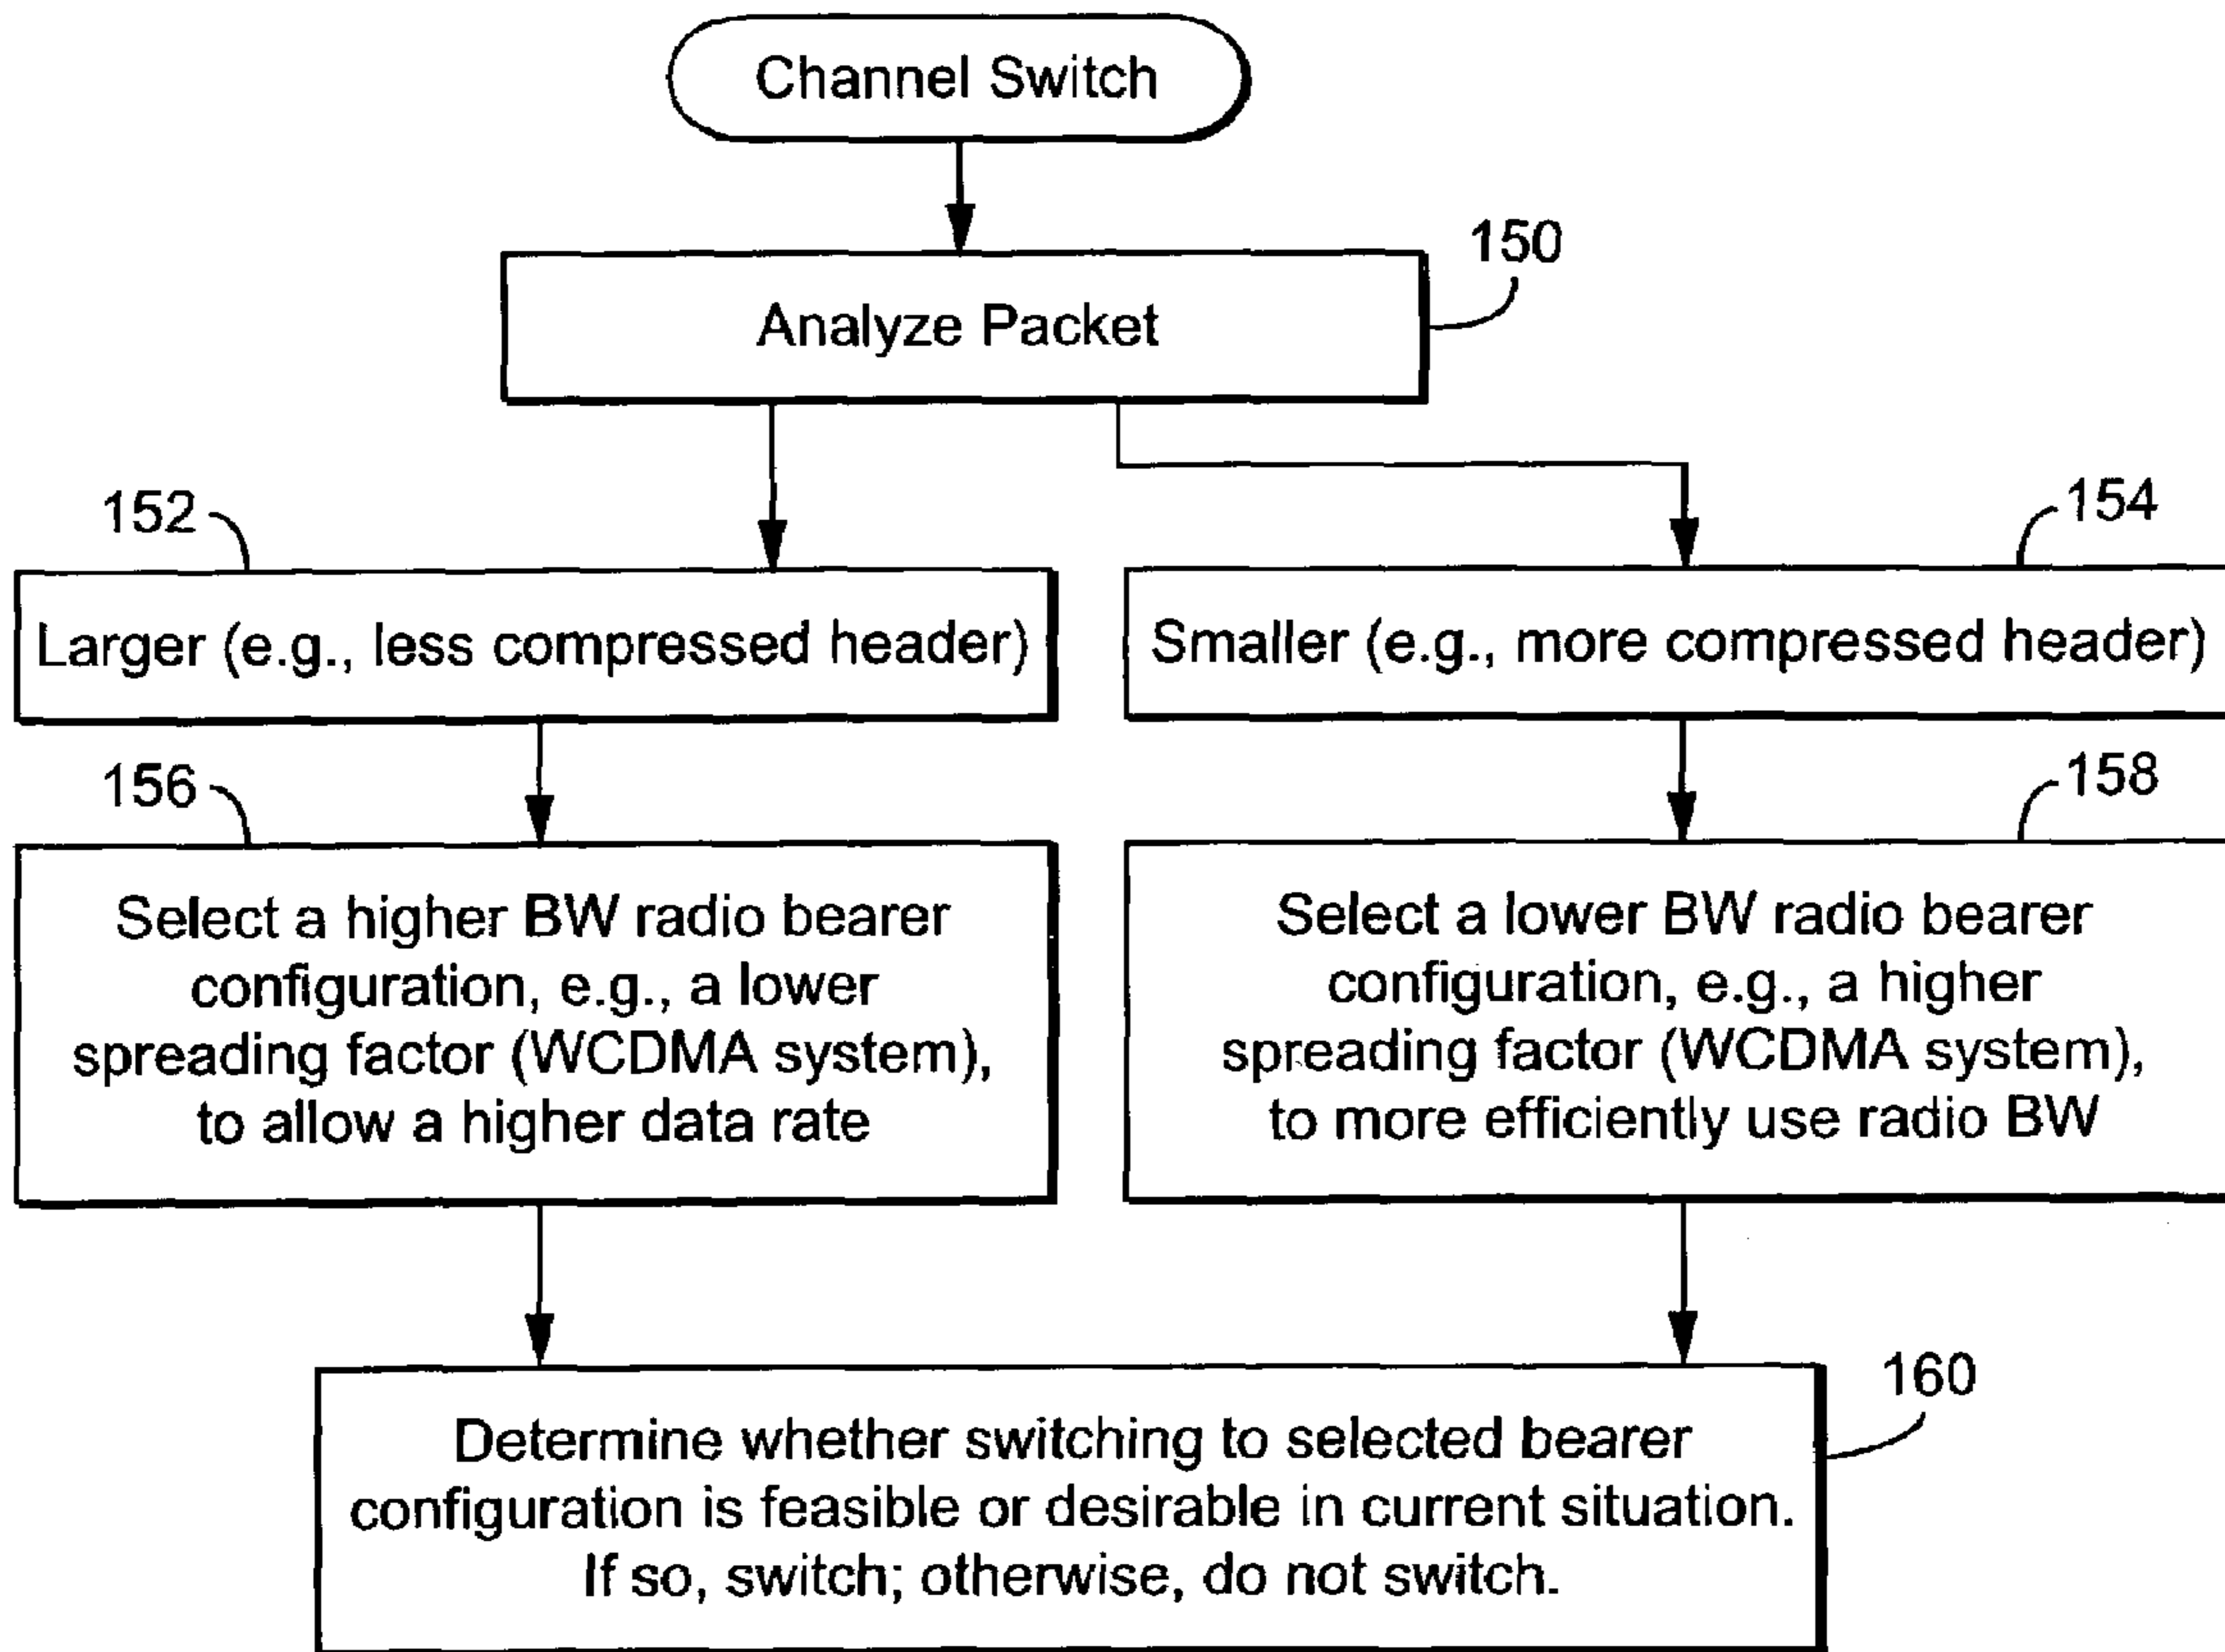 Channel Switch
150
Analyze Packet
152
154
Larger (e.g., less compressed header)
Smaller (e.g., more compressed header)
156
158
Select a higher BW radio bearer
configuration, e.g., a lower
spreading factor (WCDMA system),
to allow a higher data rate
Select a lower BW radio bearer
configuration, e.g., a higher
spreading factor (WCDMA system),
to more efficiently use radio BW
160
Determine whether switching to selected bearer
configuration is feasible or desirable in current situation.
If so, switch; otherwise, do not switch.